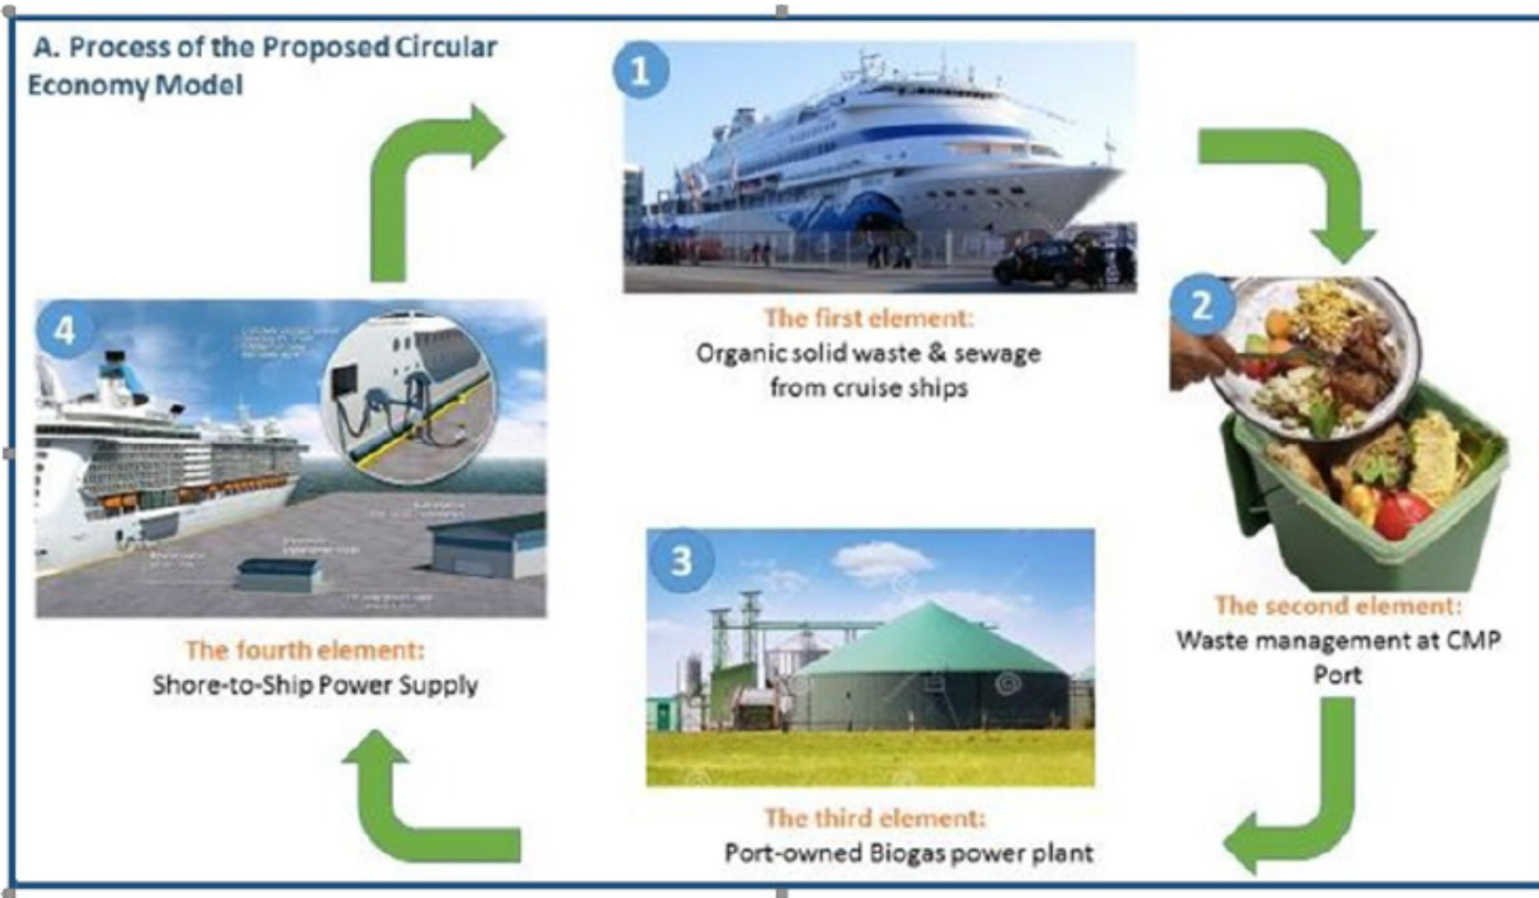 A. Process of the Proposed Circular
Economy Model
1
The first element:
Organic solid waste & sewage
from cruise ships
2
The second element:
Waste management at CMP
Port
3
The third element:
Port-owned Biogas power plant
4
The fourth element:
Shore-to-Ship Power Supply